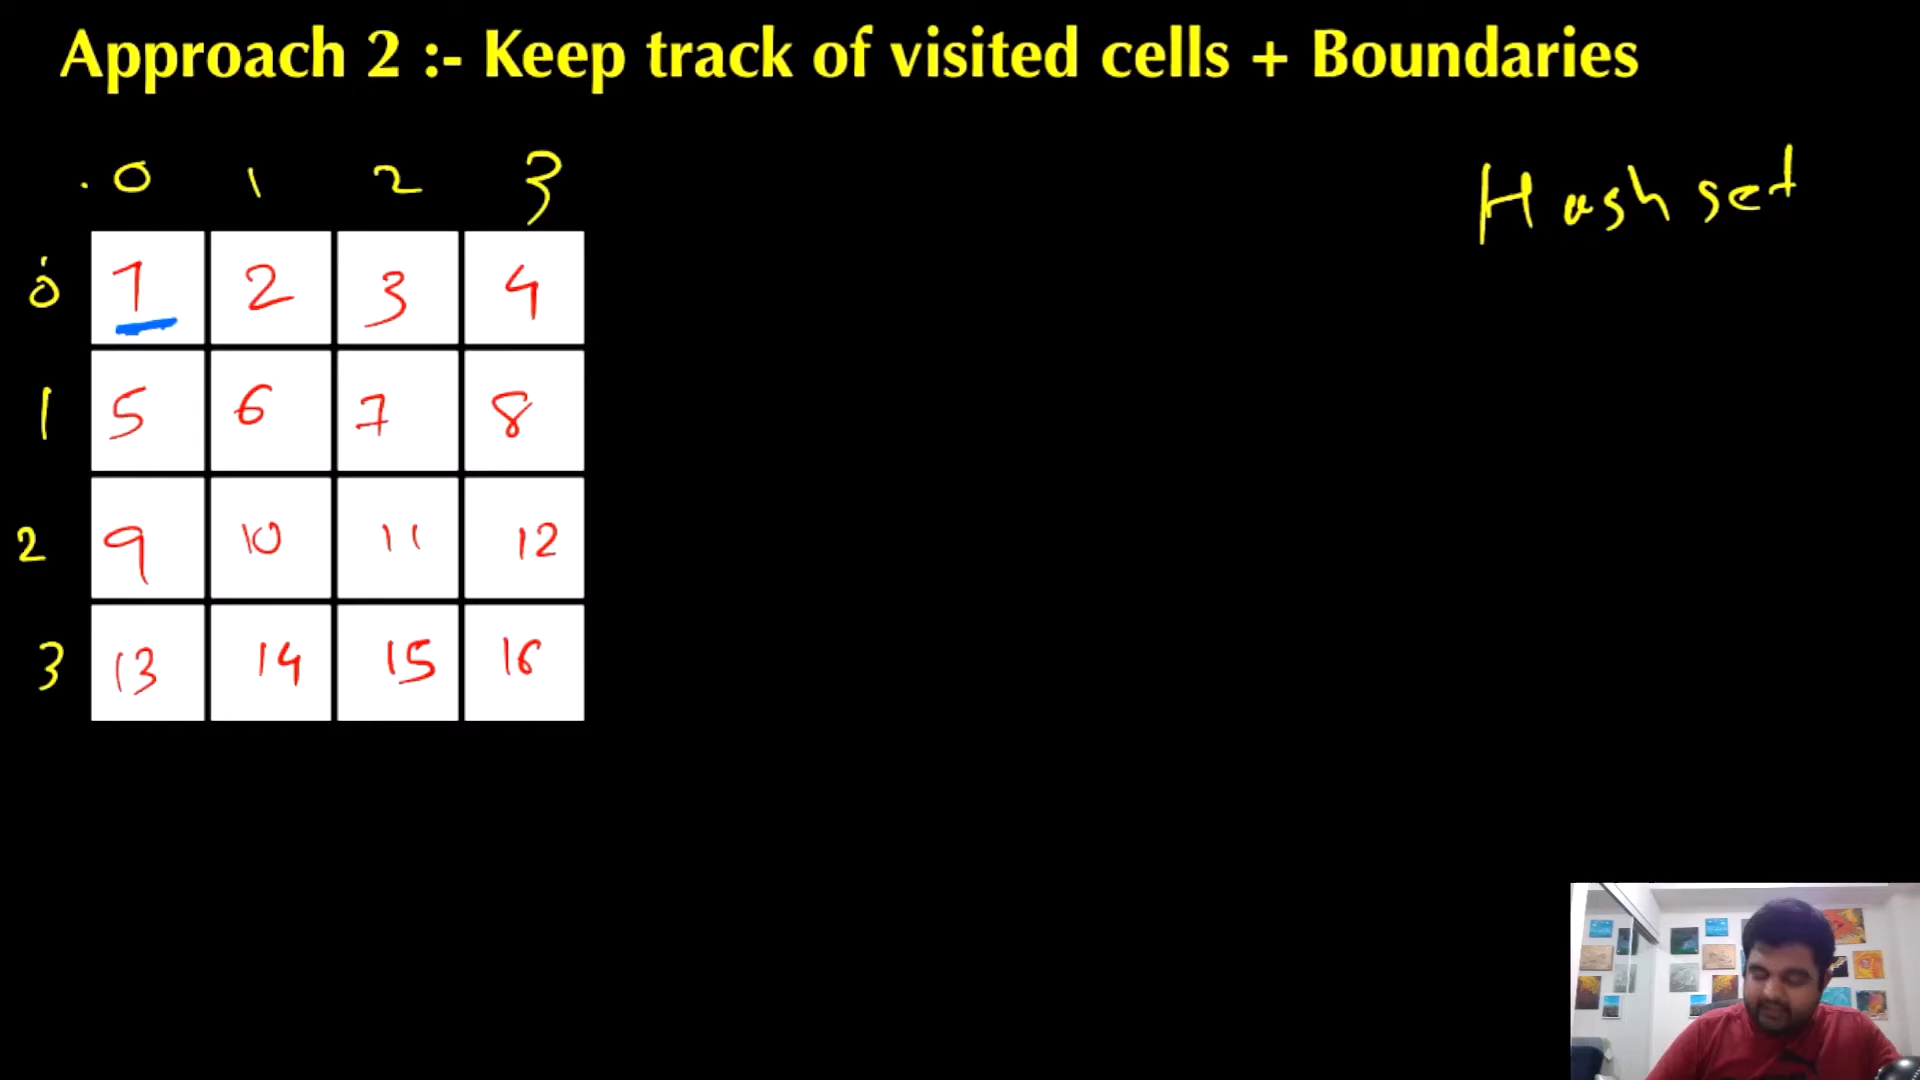 Approach 2 :- Keep track of visited cells + Boundaries
Hash set
0 1 2 3
0 1 2 3 4
1 5 6 7 8
2 9 10 11 12
3 13 14 15 16